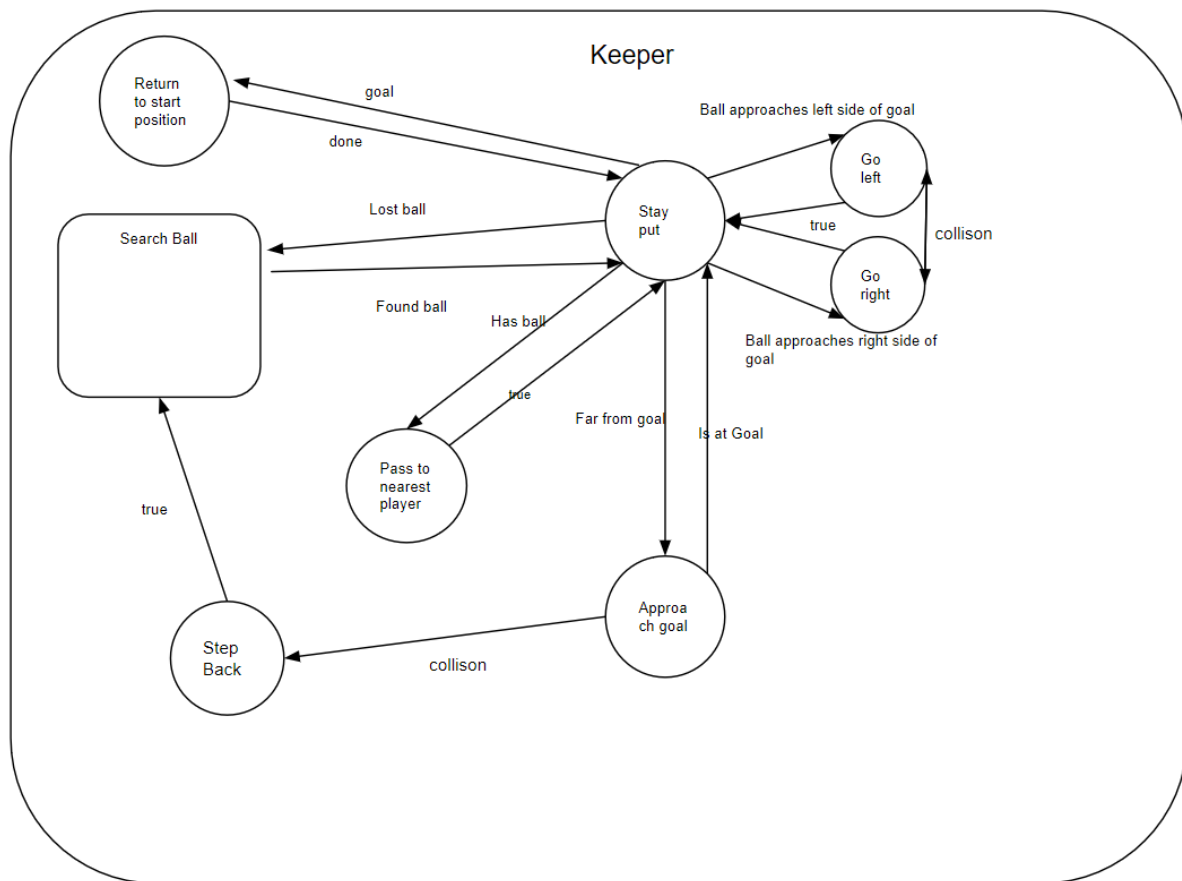 Keeper
Return
to start
position
goal
done
Ball approaches left side of goal
Go
left
Stay
put
Lost ball
Search Ball
true
collison
Go
right
Found ball
Has ball
Ball approaches right side of
goal
true
Far from goal
Is at Goal
Pass to
nearest
player
true
Approa
ch goal
Step
Back
collison